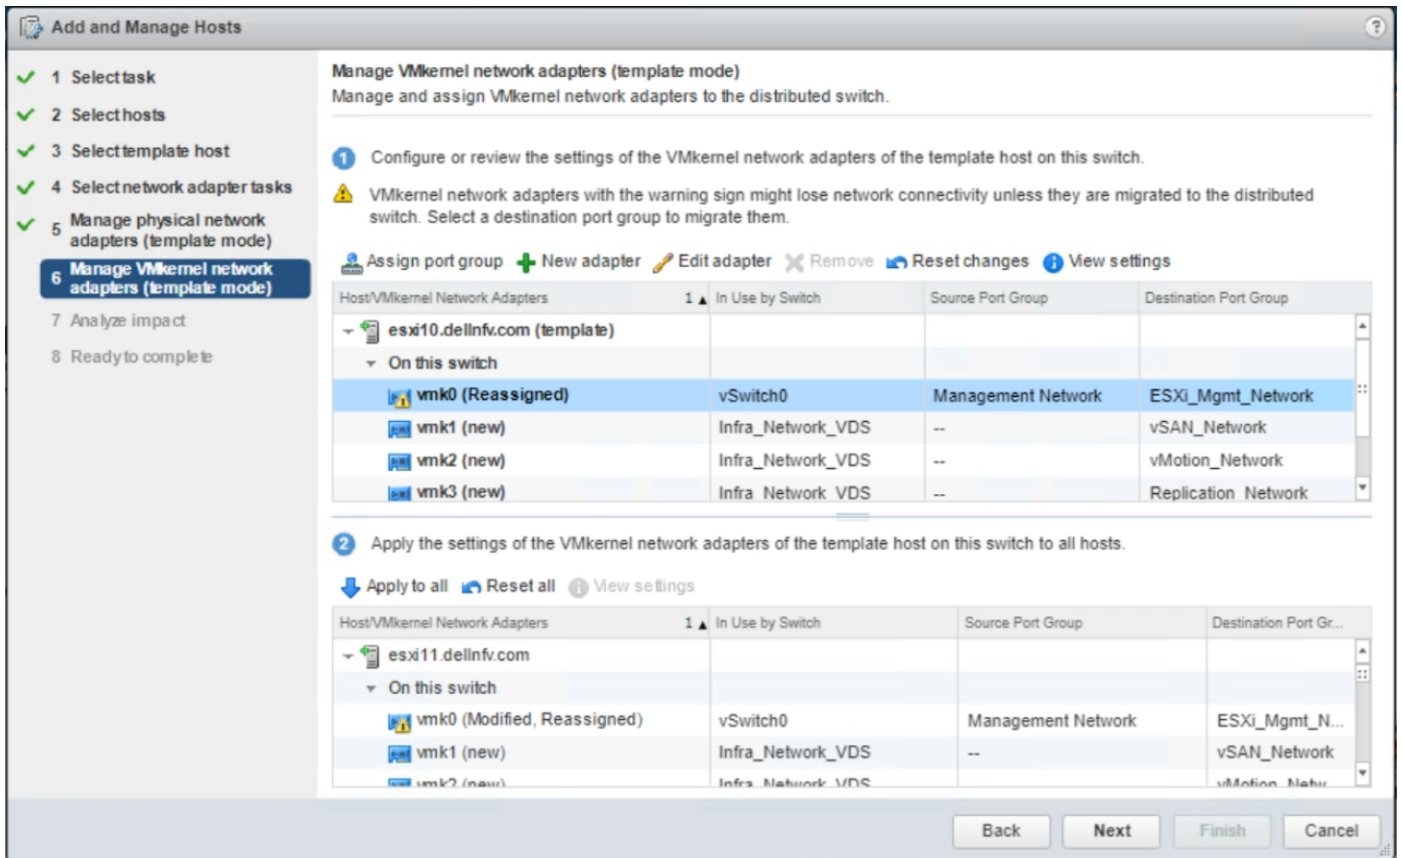 Add and Manage Hosts
?
1 Select task
2 Select hosts
3 Select template host
4 Select network adapter tasks
5 Manage physical network
adapters (template mode)
6 Manage VMkernel network
adapters (template mode)
7 Analyze impact
8 Ready to complete
Manage VMkernel network adapters (template mode)
Manage and assign VMkernel network adapters to the distributed switch.
1 Configure or review the settings of the VMkernel network adapters of the template host on this switch.
VMkernel network adapters with the warning sign might lose network connectivity unless they are migrated to the distributed
switch. Select a destination port group to migrate them.
Assign port group New adapter Edit adapter Remove Reset changes View settings
Host/VMkernel Network Adapters 1 ▲ In Use by Switch Source Port Group Destination Port Group
esxi10.dellnfv.com (template)
On this switch
vmk0 (Reassigned) vSwitch0 Management Network ESXi_Mgmt_Network
vmk1 (new) Infra_Network_VDS -- vSAN_Network
vmk2 (new) Infra_Network_VDS -- vMotion_Network
vmk3 (new) Infra_Network_VDS -- Replication_Network
2 Apply the settings of the VMkernel network adapters of the template host on this switch to all hosts.
Apply to all Reset all View settings
Host/VMkernel Network Adapters 1 ▲ In Use by Switch Source Port Group Destination Port Gr...
esxi11.dellnfv.com
On this switch
vmk0 (Modified, Reassigned) vSwitch0 Management Network ESXi_Mgmt_N...
vmk1 (new) Infra_Network_VDS -- vSAN_Network
vmk2 (new) Infra_Network_VDS vMotion_Netw...
Back Next Finish Cancel